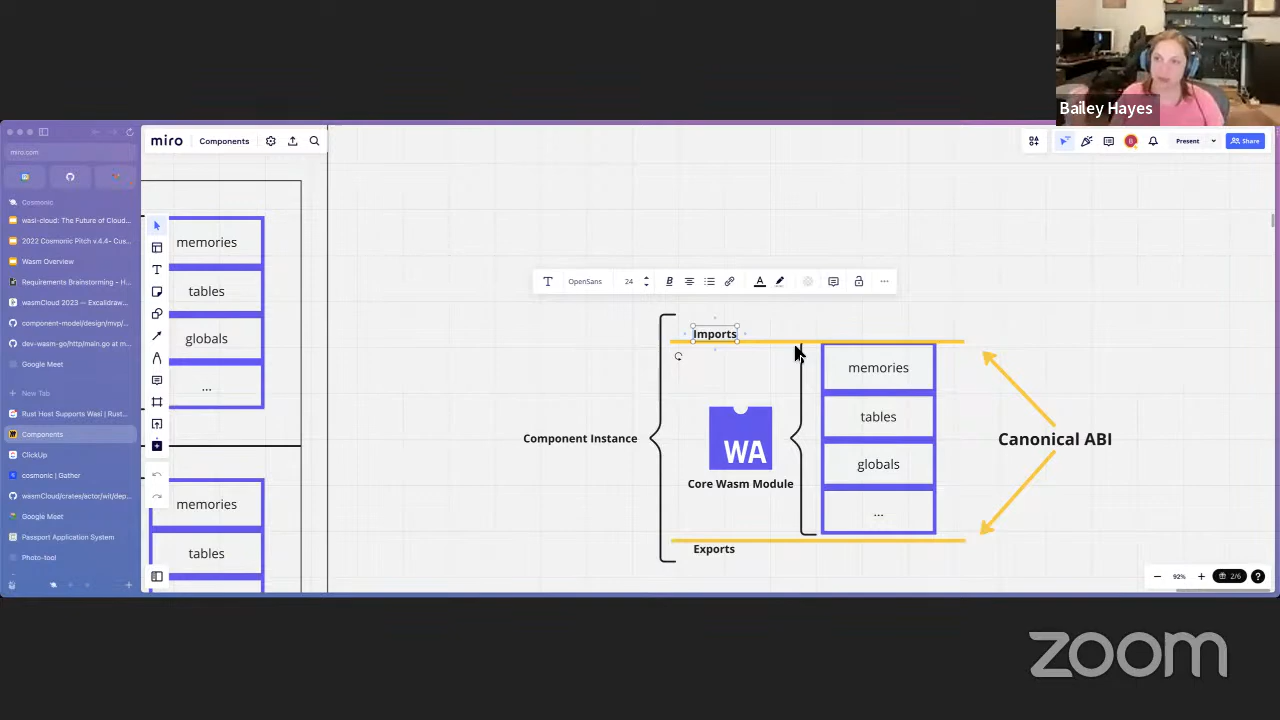 Bailey Hayes
miro.com
miro
Components
Present
Share
Cosmonic
wasi-cloud: The Future of Cloud...
2022 Cosmonic Pitch v.4.4- Cus...
Wasm Overview
Requirements Brainstorming - H...
wasmCloud 2023 — Excalidraw...
component-model/design/mvp/...
dev-wasm-go/http/main.go at m...
Google Meet
New Tab
Rust Host Supports Wasi | Rust...
Components
ClickUp
cosmonic | Gather
wasmCloud/crates/actor/wit/dep...
Google Meet
Passport Application System
Photo-tool
memories
tables
globals
...
memories
tables
OpenSans
24
B
A
Imports
Component Instance
WA
Core Wasm Module
memories
tables
globals
...
Canonical ABI
Exports
92%
2/6
zoom